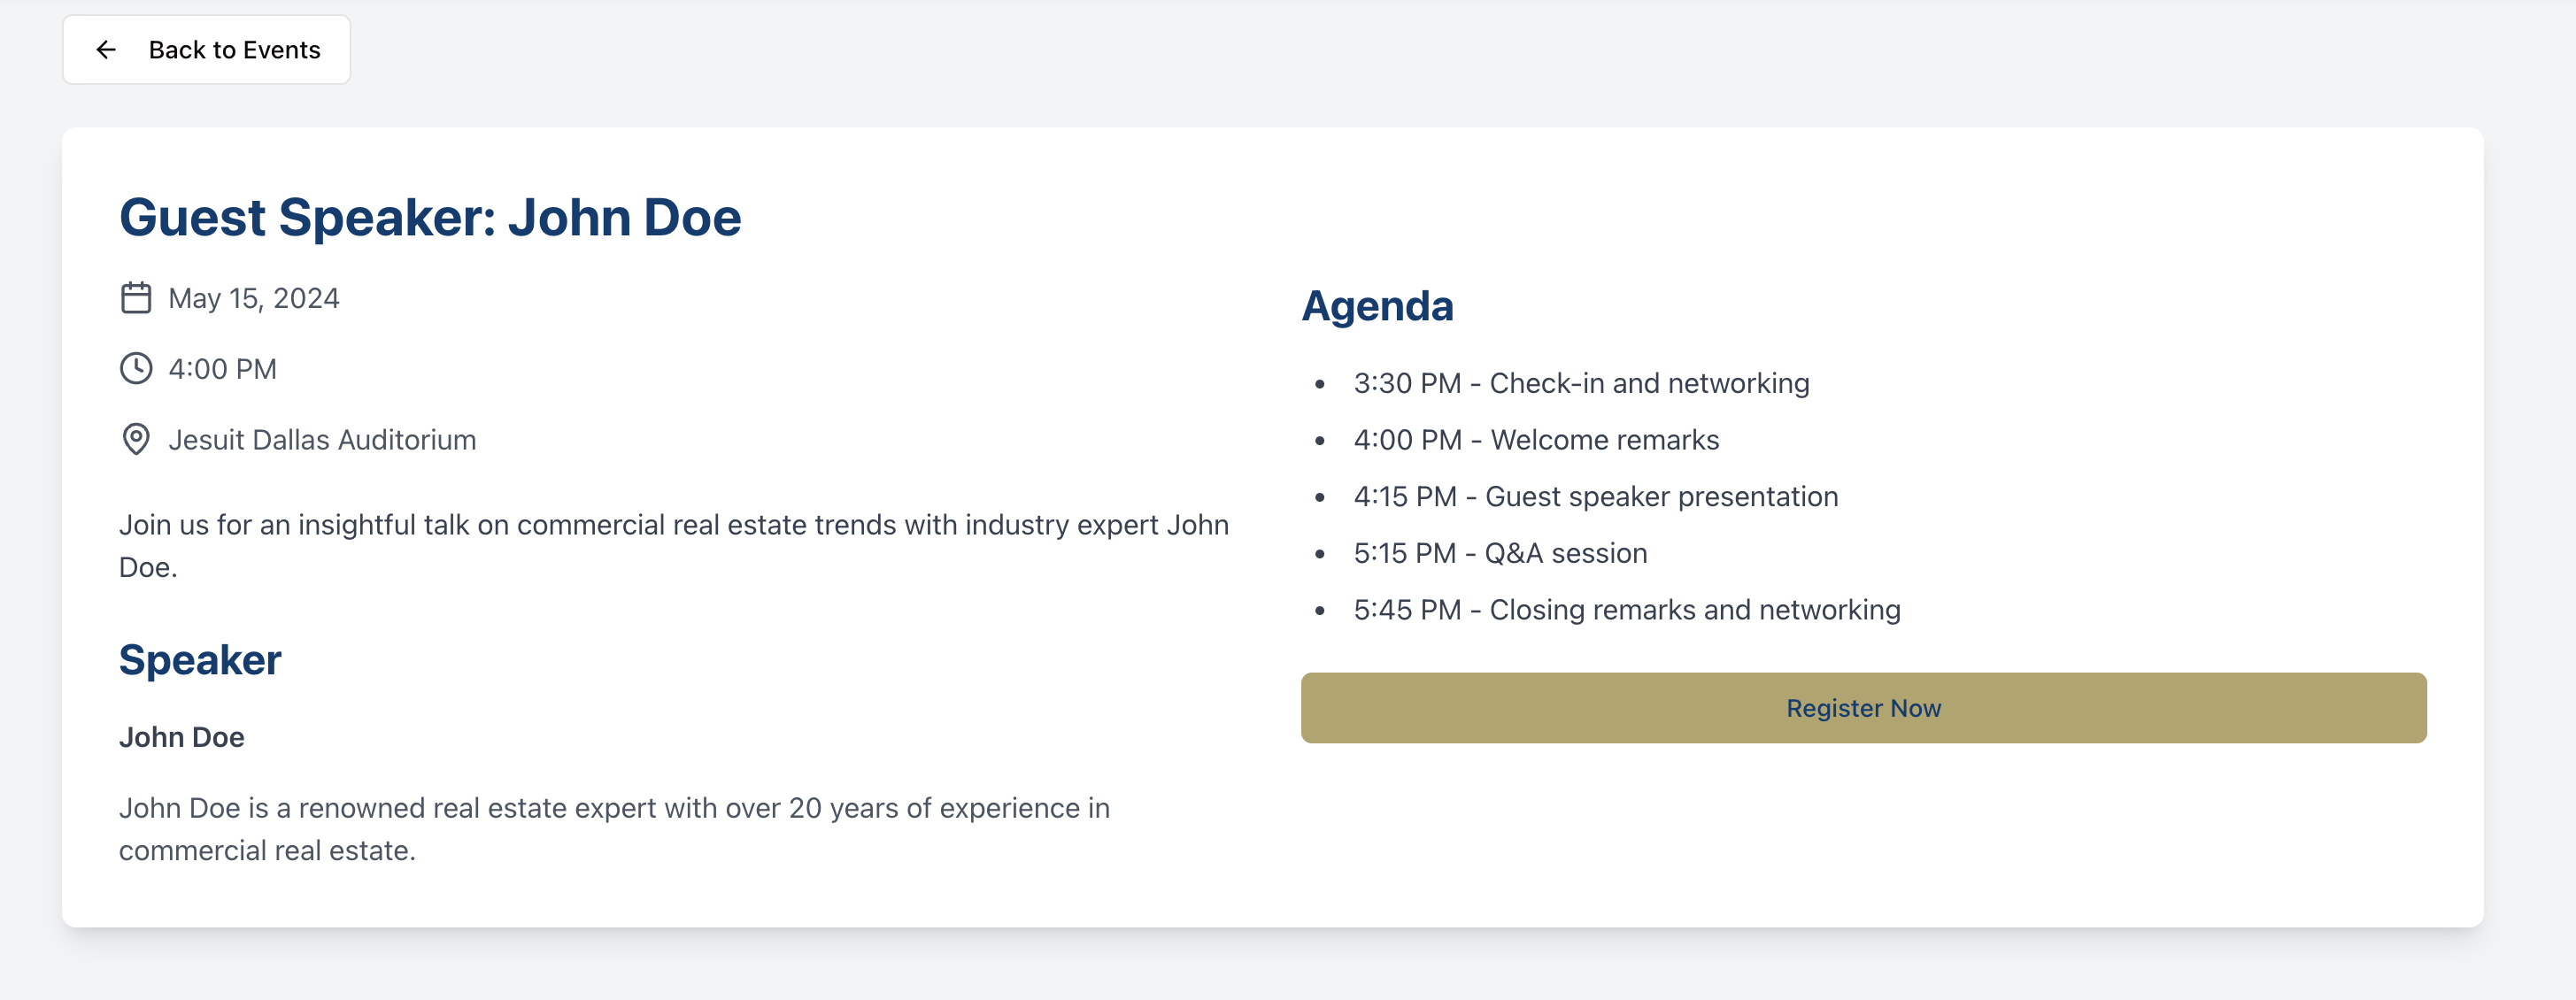 Back to Events
Guest Speaker: John Doe
May 15, 2024
4:00 PM
Jesuit Dallas Auditorium
Join us for an insightful talk on commercial real estate trends with industry expert John
Doe.
Speaker
John Doe
John Doe is a renowned real estate expert with over 20 years of experience in
commercial real estate.
Agenda
• 3:30 PM - Check-in and networking
• 4:00 PM - Welcome remarks
• 4:15 PM - Guest speaker presentation
• 5:15 PM - Q&A session
• 5:45 PM - Closing remarks and networking
Register Now